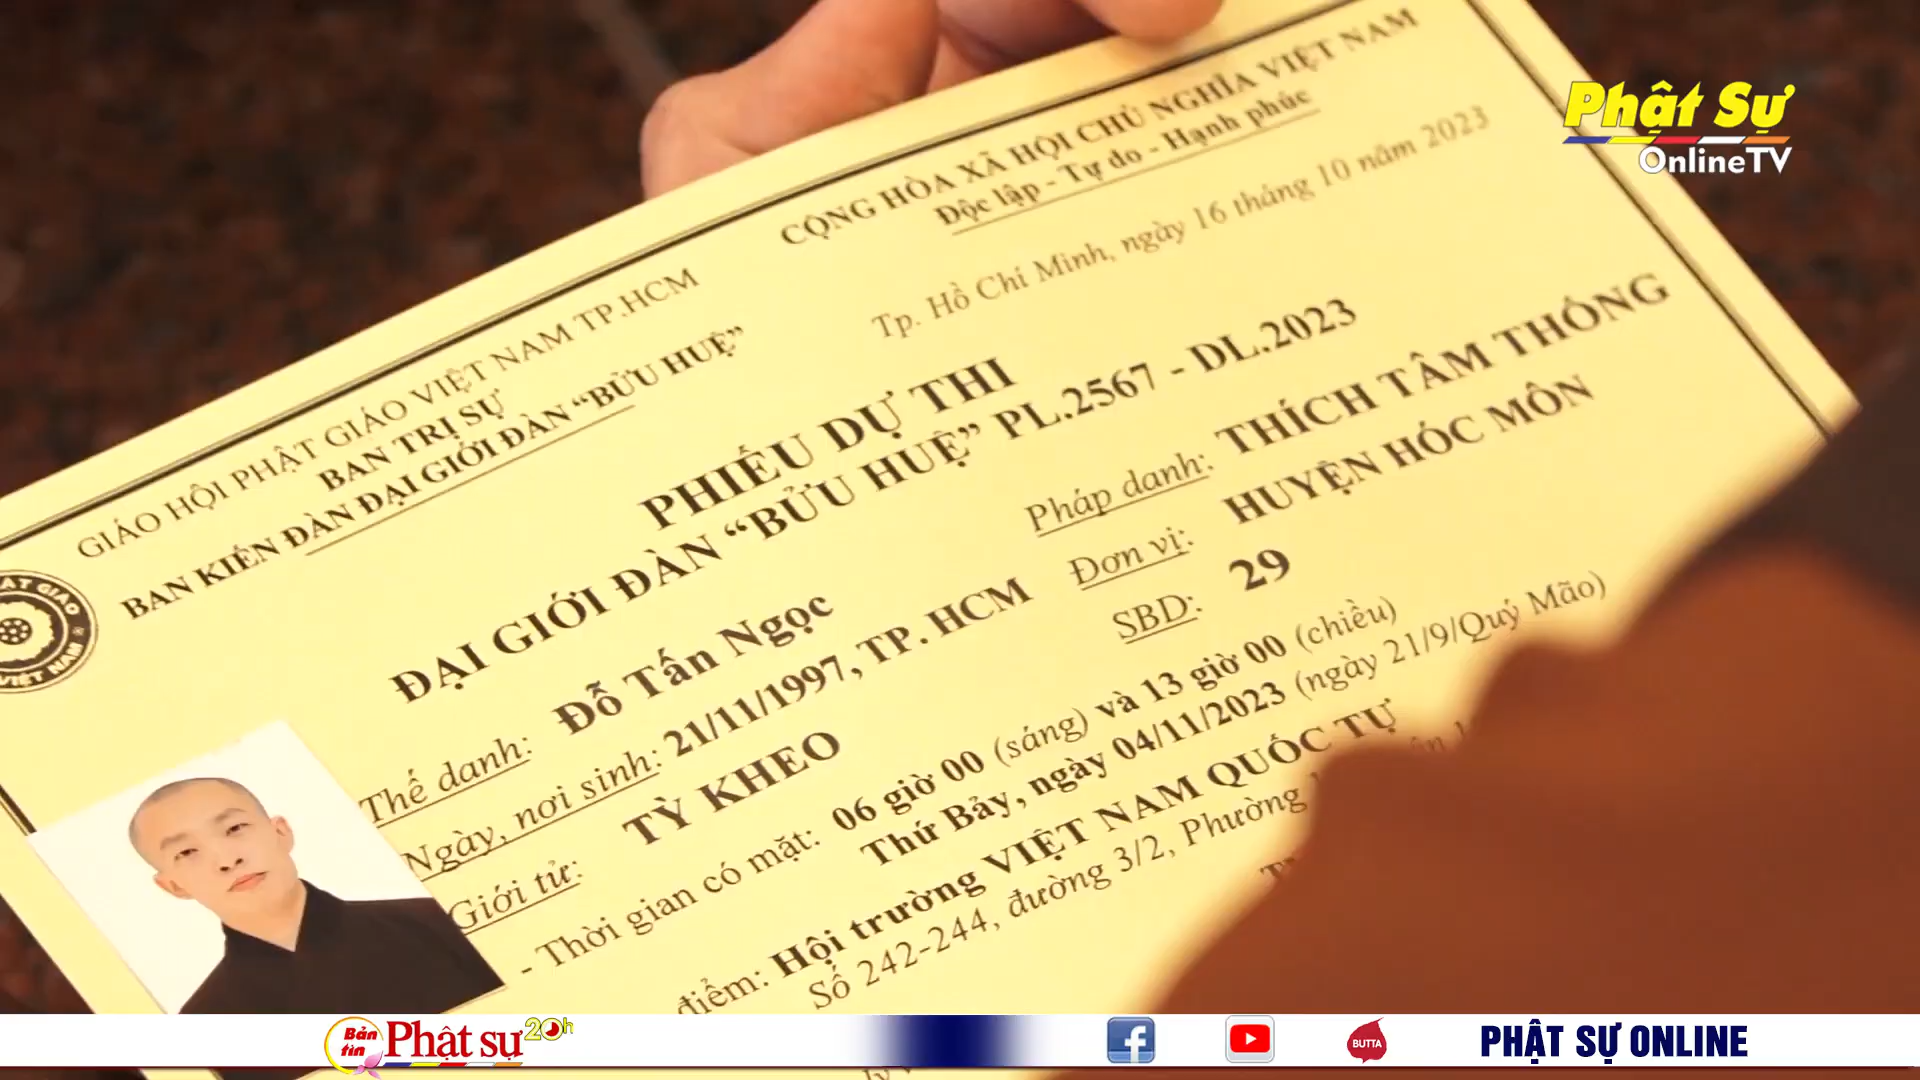 Phật Sự
OnlineTV
CỘNG HÒA XÃ HỘI CHỦ NGHĨA VIỆT NAM
Độc lập - Tự do - Hạnh phúc
Tp. Hồ Chí Minh, ngày 16 tháng 10 năm 2023
GIÁO HỘI PHẬT GIÁO VIỆT NAM TP.HCM
BAN TRỊ SỰ
BAN KIẾN ĐÀN ĐẠI GIỚI ĐÀN “BỬU HUỆ”
PHIẾU DỰ THI
ĐẠI GIỚI ĐÀN “BỬU HUỆ” PL.2567 - DL.2023
Thế danh: Đỗ Tấn Ngọc
Pháp danh: THÍCH TÂM THÔNG
Ngày, nơi sinh: 21/11/1997, TP. HCM
Đơn vị: HUYỆN HÓC MÔN
Giới tử: TỲ KHEO
SBD: 29
- Thời gian có mặt: 06 giờ 00 (sáng) và 13 giờ 00 (chiều)
Thứ Bảy, ngày 04/11/2023 (ngày 21/9/Quý Mão)
điểm: Hội trường VIỆT NAM QUỐC TỰ
Số 242-244, đường 3/2, Phường
GIÁO
VIỆT NAM
Bản tin Phật sự 20h
BUTTA
PHẬT SỰ ONLINE